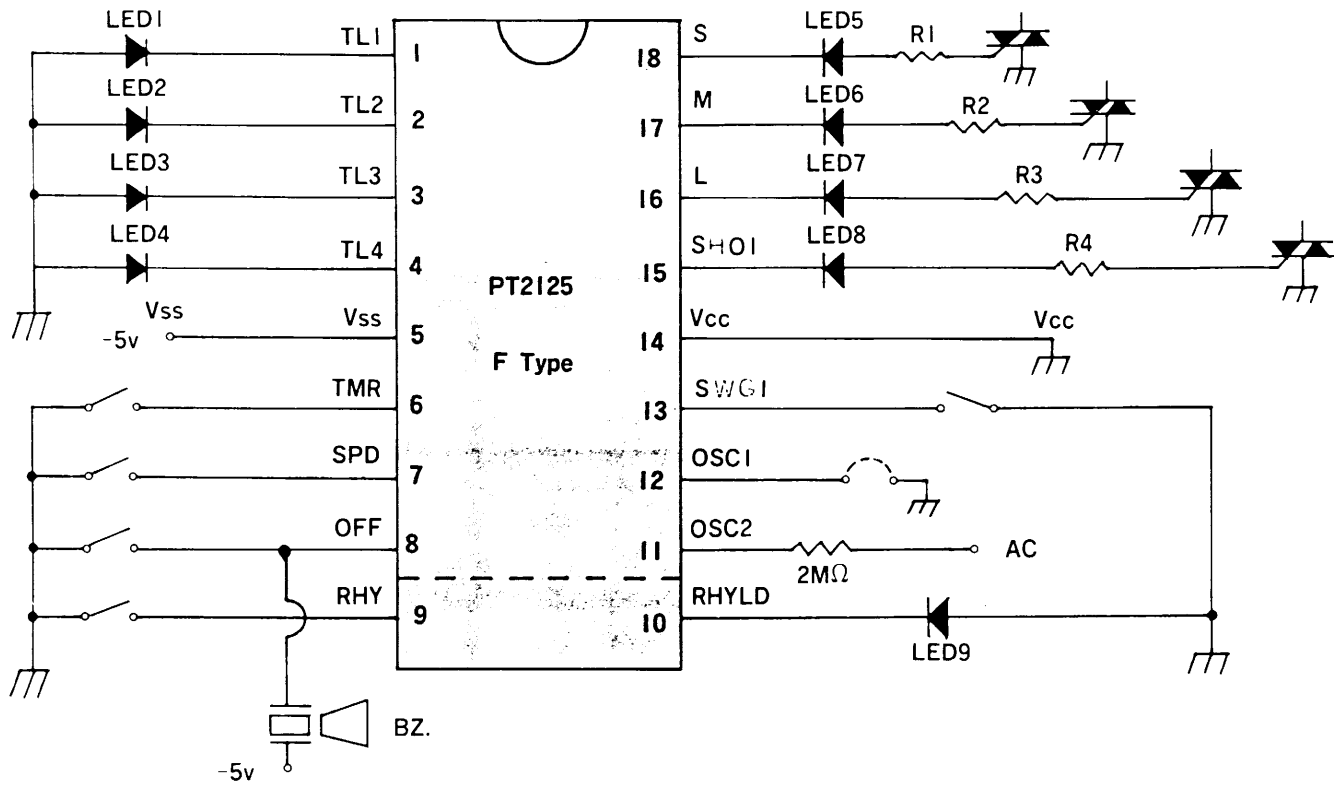 LED1
TL1
1
LED2
TL2
2
LED3
TL3
3
LED4
TL4
4
Vss
-5v
Vss
5
TMR
6
SPD
7
OFF
8
RHY
9
BZ.
-5v
PT2125
F Type
S
18
LED5
R1
M
17
LED6
R2
L
16
LED7
R3
SHO1
15
LED8
R4
Vcc
14
Vcc
SWG1
13
OSC1
12
OSC2
11
2MΩ
AC
RHYLD
10
LED9